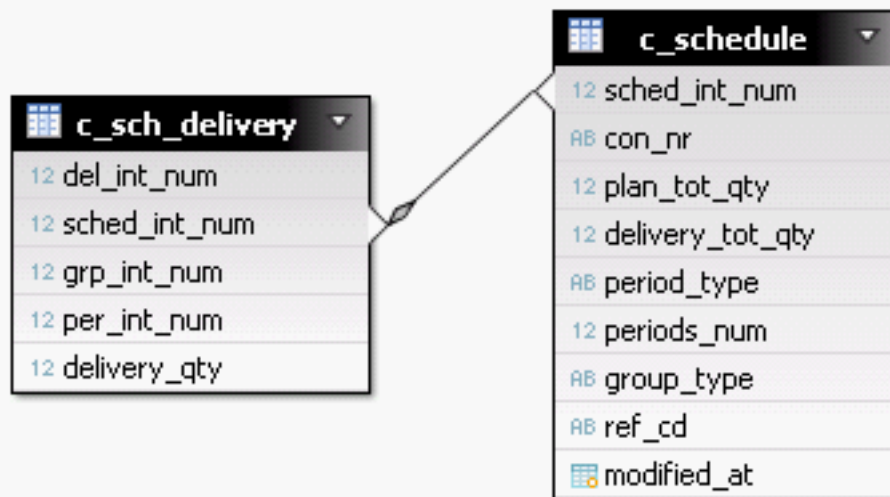 c_sch_delivery
12 del_int_num
12 sched_int_num
12 grp_int_num
12 per_int_num
12 delivery_qty
c_schedule
12 sched_int_num
AB con_nr
12 plan_tot_qty
12 delivery_tot_qty
AB period_type
12 periods_num
AB group_type
AB ref_cd
modified_at